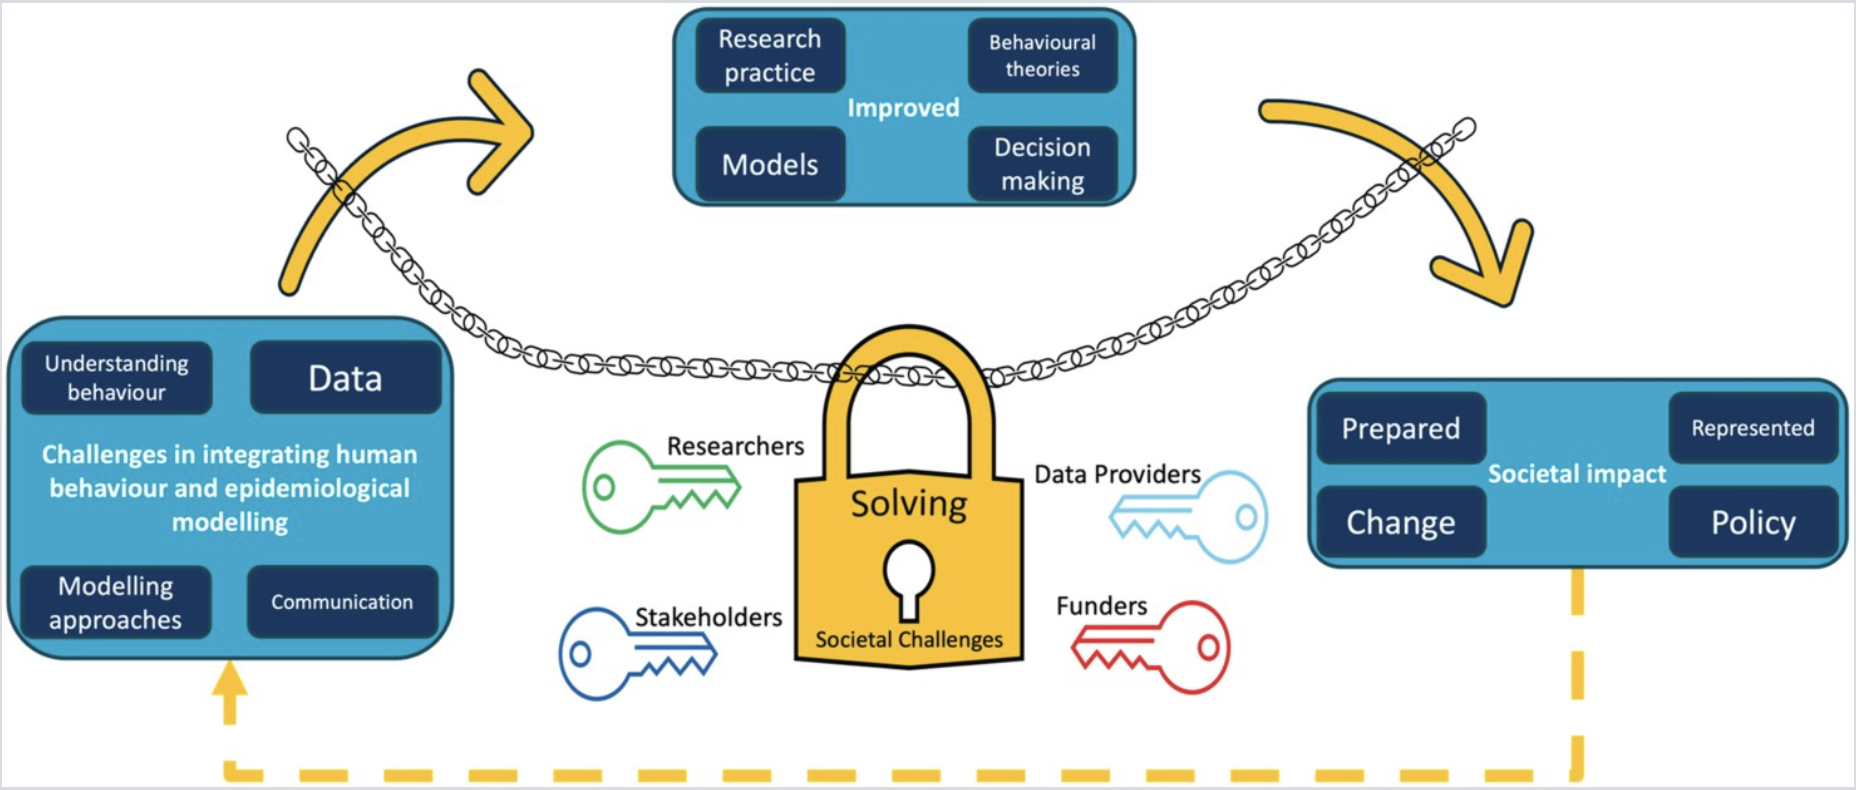 Research
practice
Behavioural
theories
Improved
Models
Decision
making
Understanding
behaviour
Data
Challenges in integrating human
behaviour and epidemiological
modelling
Modelling
approaches
Communication
Researchers
Stakeholders
Solving
Societal Challenges
Data Providers
Funders
Prepared
Represented
Societal impact
Change
Policy